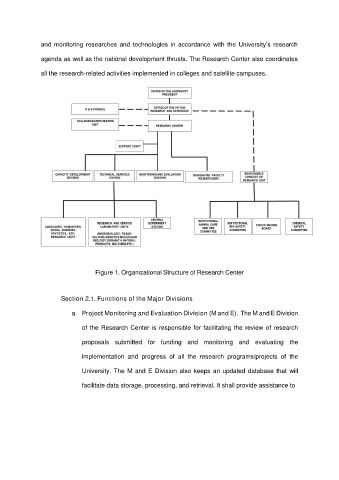 and monitoring researches and technologies in accordance with the University's research
agenda as well as the national development thrusts. The Research Center also coordinates
all the research-related activities implemented in colleges and satellite campuses.
OFFICE OF THE UNIVERSITY
PRESIDENT
R & E COUNCIL
OFFICE OF THE VP FOR
RESEARCH AND EXTENSION
UNIT
RESEARCH CENTER
SUPPORT STAFF
CAPACITY DEVELOPMENT
DIVISION
TECHNICAL SERVICES
DIVISION
MONITORING AND EVALUATION
DIVISION
DESIGNATED FACULTY
RESEARCHERS
RESPONSIBLE
CONDUCT OF
RESEARCH UNIT
LANGUAGES, HUMANITIES,
SOCIAL SCIENCES,
STATISTICS, ETC.
RESEARCH UNITS
RESEARCH AND SERVICE
LABORATORY UNITS
(MICROBIOLOGY, TISSUE
CULTURE, GENETICS, MOLECULAR
BIOLOGY, ORGANIC & NATURAL
PRODUCTS,
CENTRAL
EXPERIMENT
STATION
INSTITUTIONAL
ANIMAL CARE
AND USE
COMMITTEE
INSTITUTIONAL
BIO SAFETY
COMMITTEE
ETHICS REVIEW
BOARD
CHEMICAL
SAFETY
COMMITTEE
Figure 1. Organizational Structure of Research Center
Section 2.1. Functions of the Major Divisions
a. Project Monitoring and Evaluation Division (M and E). The M and E Division
of the Research Center is responsible for facilitating the review of research
proposals submitted for funding and monitoring and evaluating the
implementation and progress of all the research programs/projects of the
University. The M and E Division also keeps an updated database that will
facilitate data storage, processing, and retrieval. It shall provide assistance to